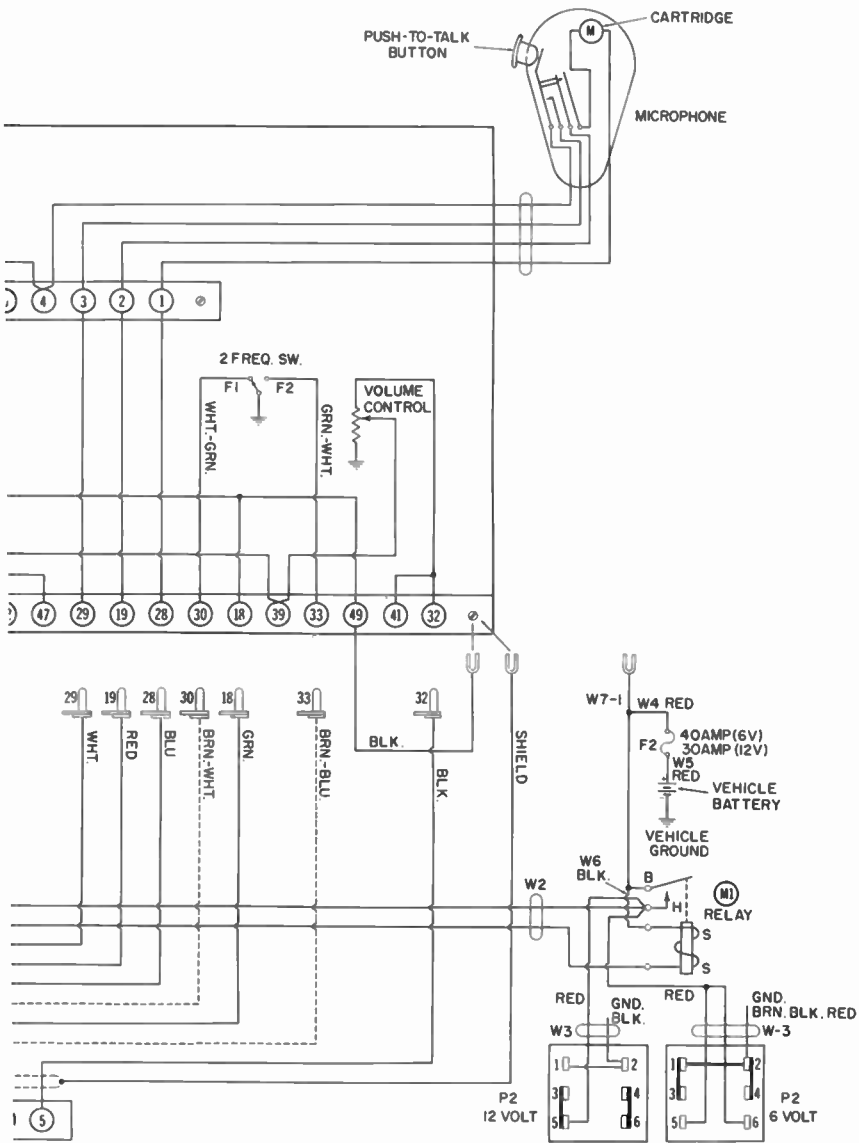 CARTRIDGE
M
PUSH-TO-TALK
BUTTON
MICROPHONE
4 3 2 1
2 FREQ. SW.
F1 F2
VOLUME
CONTROL
WHT.-GRN.
GRN.-WHT.
47 29 19 28 30 18 39 33 49 41 32
29 19 28 30 18 33 32
WHT.
RED
BLU
BRN-WHT.
GRN.
BRN.-BLU
BLK.
BLK.
SHIELD
W7-1
W4 RED
F2
40AMP(6V)
30AMP(12V)
W5
RED
VEHICLE
BATTERY
VEHICLE
GROUND
W6
BLK.
B
M1
RELAY
H
W2
S
S
RED
GND.
BLK.
RED
GND.
BRN. BLK. RED
W3
W-3
1 2
3 4
5 6
P2
12 VOLT
1 2
3 4
5 6
P2
6 VOLT
5